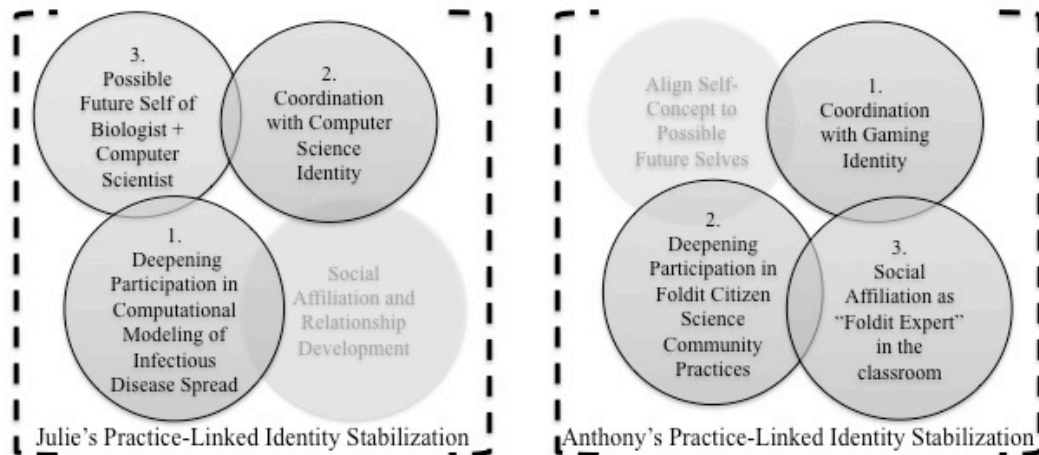 3.
Possible
Future Self of
Biologist +
Computer
Scientist
2.
Coordination
with Computer
Science
Identity
1.
Deepening
Participation in
Computational
Modeling of
Infectious
Disease Spread
Social
Affiliation and
Relationship
Development
Julie's Practice-Linked Identity Stabilization
Align Self-
Concept to
Possible
Future Selves
1.
Coordination
with Gaming
Identity
2.
Deepening
Participation in
Foldit Citizen
Science
Community
Practices
3.
Social
Affiliation as
“Foldit Expert”
in the
classroom
Anthony's Practice-Linked Identity Stabilization